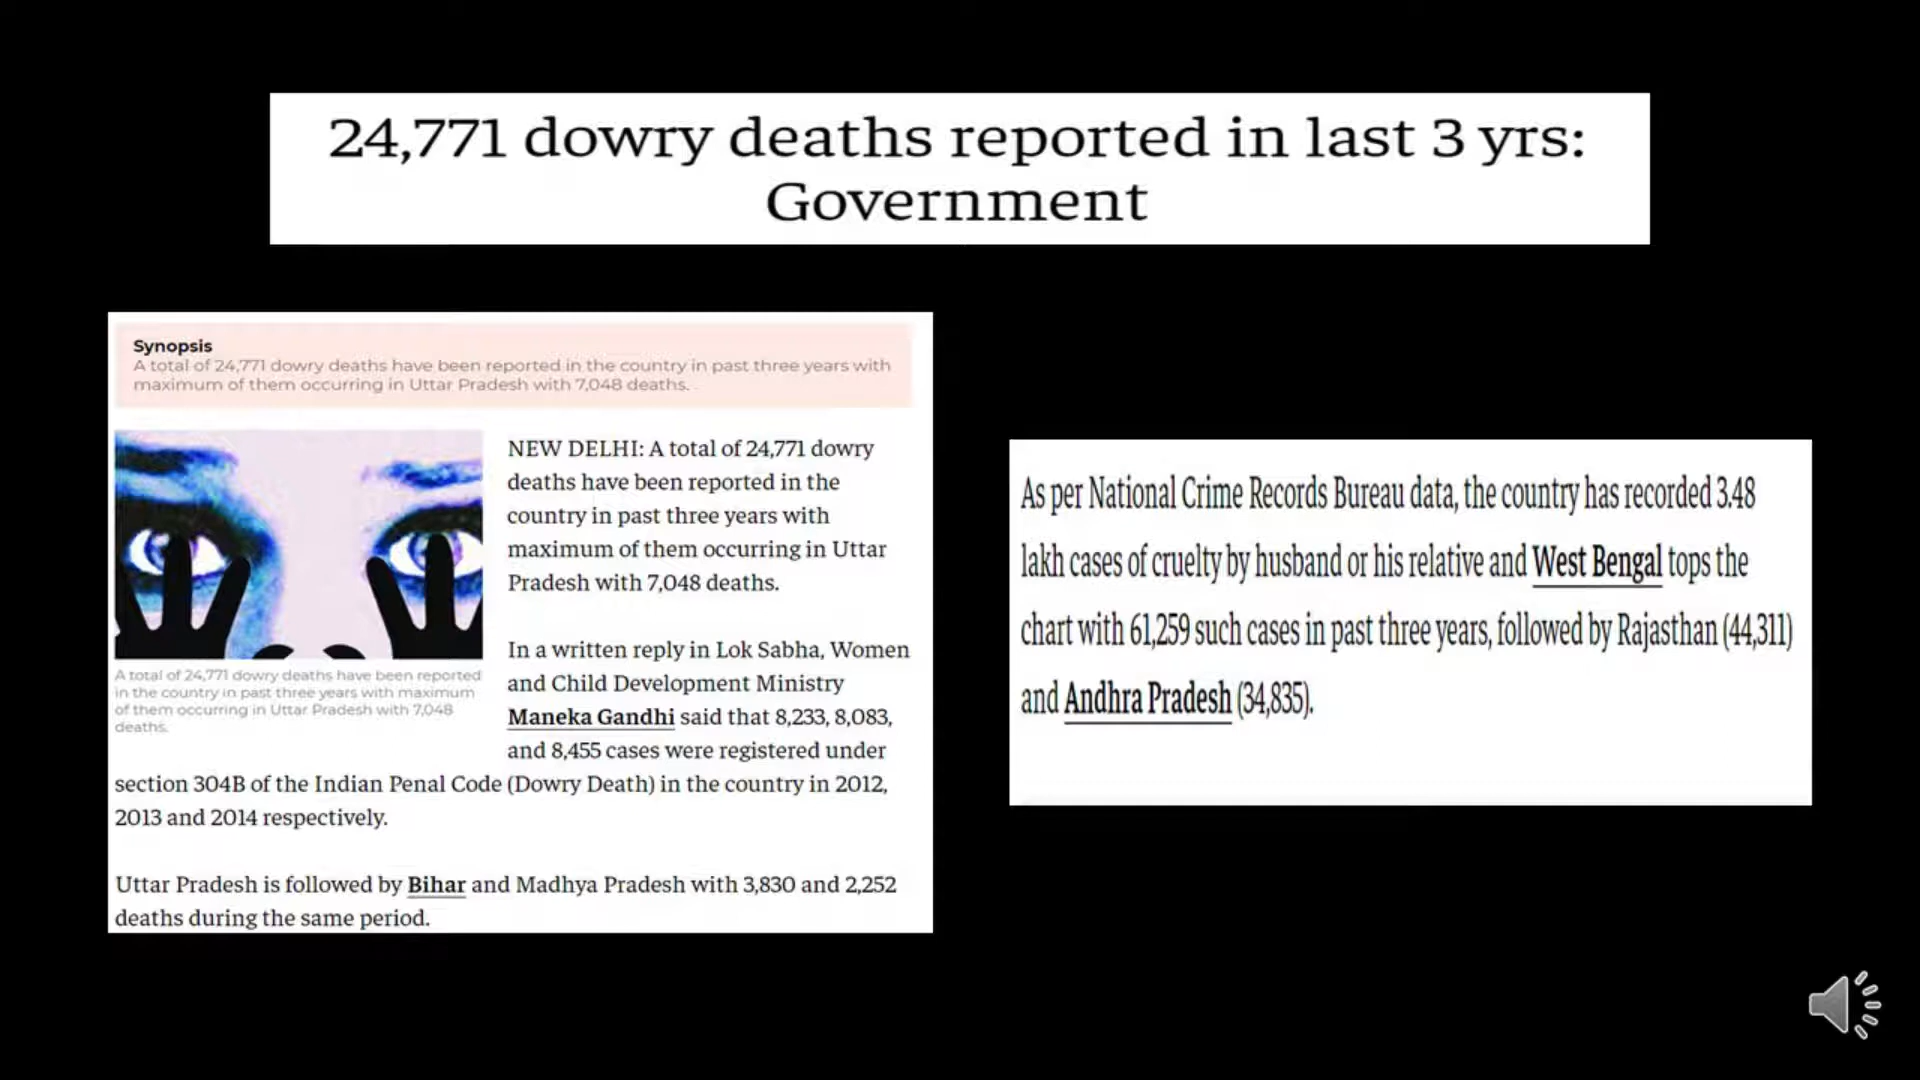 24,771 dowry deaths reported in last 3 yrs:
Government
Synopsis
A total of 24,771 dowry deaths have been reported in the country in past three years with
maximum of them occurring in Uttar Pradesh with 7,048 deaths.
A total of 24,771 dowry deaths have been reported
in the country in past three years with maximum
of them occurring in Uttar Pradesh with 7,048
deaths.
NEW DELHI: A total of 24,771 dowry
deaths have been reported in the
country in past three years with
maximum of them occurring in Uttar
Pradesh with 7,048 deaths.
In a written reply in Lok Sabha, Women
and Child Development Ministry
Maneka Gandhi said that 8,233, 8,083,
and 8,455 cases were registered under
section 304B of the Indian Penal Code (Dowry Death) in the country in 2012,
2013 and 2014 respectively.
Uttar Pradesh is followed by Bihar and Madhya Pradesh with 3,830 and 2,252
deaths during the same period.
As per National Crime Records Bureau data, the country has recorded 3.48
lakh cases of cruelty by husband or his relative and West Bengal tops the
chart with 61,259 such cases in past three years, followed by Rajasthan (44,311)
and Andhra Pradesh (34,835).